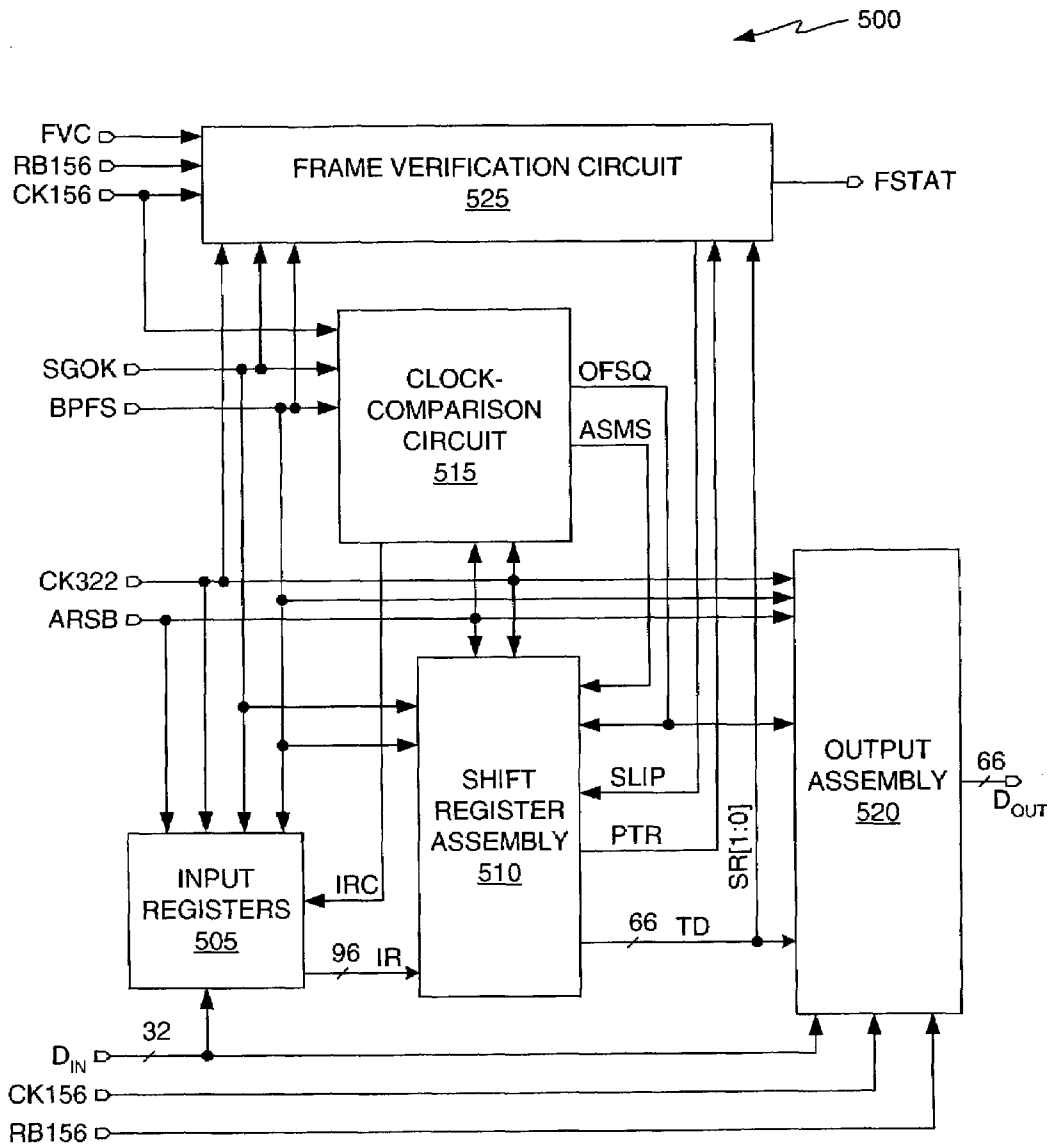 500
FVC
RB156
CK156
FRAME VERIFICATION CIRCUIT
525
FSTAT
SGOK
BPFS
CLOCK-
COMPARISON
CIRCUIT
515
OFSQ
ASMS
CK322
ARSB
SHIFT
REGISTER
ASSEMBLY
510
SLIP
PTR
SR[1:0]
OUTPUT
ASSEMBLY
520
66
DOUT
INPUT
REGISTERS
505
IRC
96 IR
66 TD
32
DIN
CK156
RB156